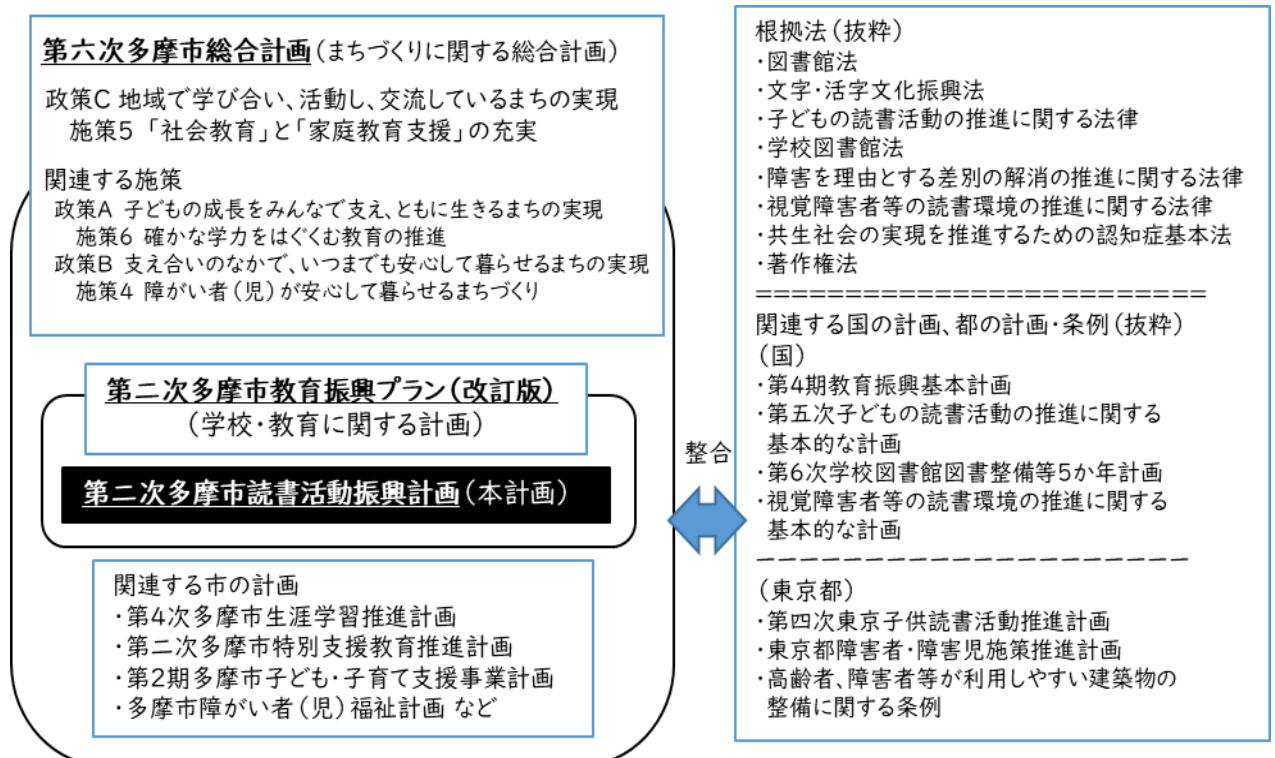 第六次多摩市総合計画(まちづくりに関する総合計画)
政策C 地域で学び合い、活動し、交流しているまちの実現
施策5 「社会教育」と「家庭教育支援」の充実
関連する施策
政策A 子どもの成長をみんなで支え、ともに生きるまちの実現
施策6 確かな学力をはぐくむ教育の推進
政策B 支え合いのなかで、いつまでも安心して暮らせるまちの実現
施策4 障がい者(児)が安心して暮らせるまちづくり
第二次多摩市教育振興プラン(改訂版)
(学校・教育に関する計画)
第二次多摩市読書活動振興計画(本計画)
関連する市の計画
・第4次多摩市生涯学習推進計画
・第二次多摩市特別支援教育推進計画
・第2期多摩市子ども・子育て支援事業計画
・多摩市障がい者(児)福祉計画 など
整合
根拠法(抜粋)
・図書館法
・文字・活字文化振興法
・子どもの読書活動の推進に関する法律
・学校図書館法
・障害を理由とする差別の解消の推進に関する法律
・視覚障害者等の読書環境の推進に関する法律
・共生社会の実現を推進するための認知症基本法
・著作権法
=========================
関連する国の計画、都の計画・条例(抜粋)
(国)
・第4期教育振興基本計画
・第五次子どもの読書活動の推進に関する
基本的な計画
・第6次学校図書館図書整備等5か年計画
・視覚障害者等の読書環境の推進に関する
基本的な計画
ーーーーーーーーーーーーーーーーーーーー
(東京都)
・第四次東京子供読書活動推進計画
・東京都障害者・障害児施策推進計画
・高齢者、障害者等が利用しやすい建築物の
整備に関する条例